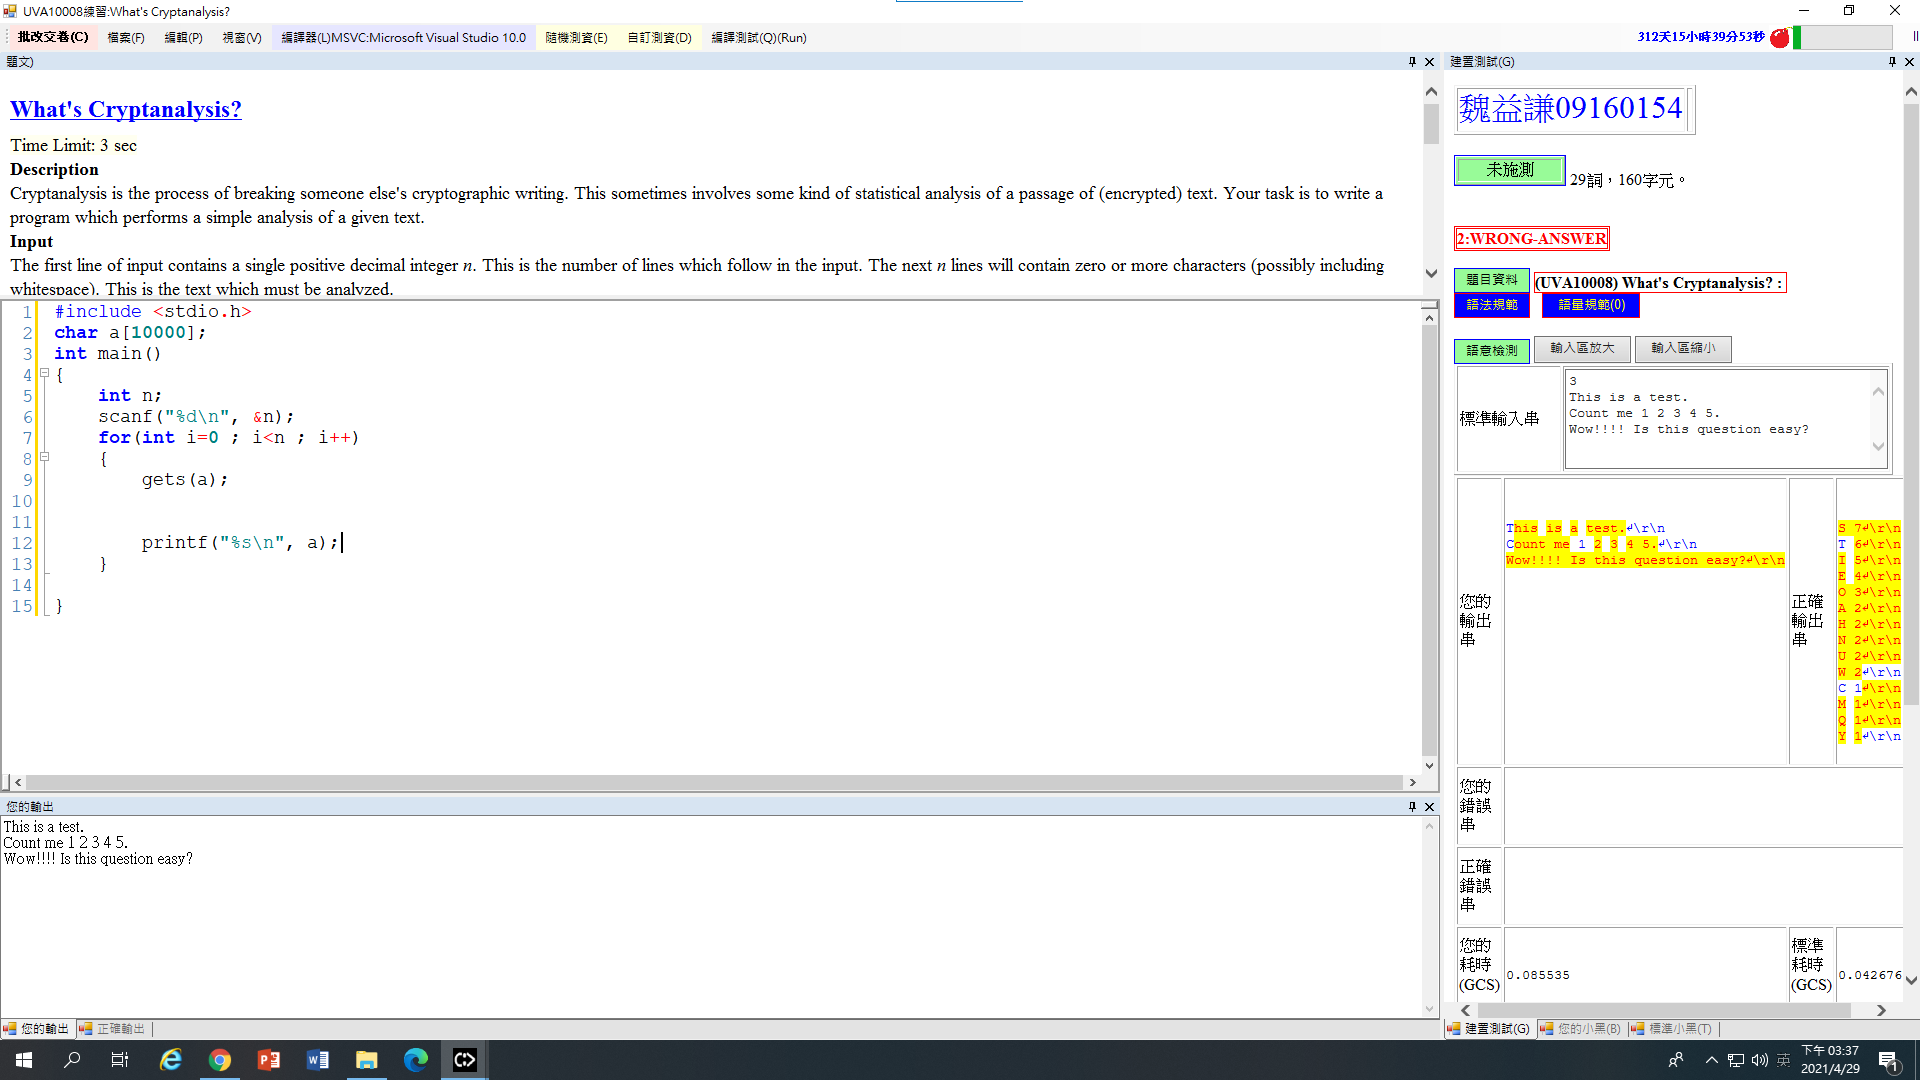 UVA10008練習:What's Cryptanalysis?
批改交卷(C) 檔案(F) 編輯(P) 視窗(V) 編譯器(L)MSVC:Microsoft Visual Studio 10.0 隨機測資(E) 自訂測資(D) 編譯測試(Q)(Run) 312天15小時39分53秒
題文)
What's Cryptanalysis?
Time Limit: 3 sec
Description
Cryptanalysis is the process of breaking someone else's cryptographic writing. This sometimes involves some kind of statistical analysis of a passage of (encrypted) text. Your task is to write a
program which performs a simple analysis of a given text.
Input
The first line of input contains a single positive decimal integer n. This is the number of lines which follow in the input. The next n lines will contain zero or more characters (possibly including
whitespace). This is the text which must be analyzed.
1 #include <stdio.h>
2 char a[10000];
3 int main()
4 {
5 int n;
6 scanf("%d\n", &n);
7 for(int i=0 ; i<n ; i++)
8 {
9 gets(a);
10
11
12 printf("%s\n", a);
13 }
14
15 }
您的輸出
This is a test.
Count me 1 2 3 4 5.
Wow!!!! Is this question easy?
您的輸出 正確輸出
建置測試(G)
魏益謙09160154
未施測 29詞，160字元。
2:WRONG-ANSWER
題目資料 (UVA10008) What's Cryptanalysis? :
語法規範 語量規範(0)
語意檢測 輸入區放大 輸入區縮小
標準輸入串
3
This is a test.
Count me 1 2 3 4 5.
Wow!!!! Is this question easy?
您的
輸出
串
This is a test.↲\r\n
Count me 1 2 3 4 5.↲\r\n
Wow!!!! Is this question easy?↲\r\n
正確
輸出
串
S 7↲\r\n
T 6↲\r\n
I 5↲\r\n
E 4↲\r\n
O 3↲\r\n
A 2↲\r\n
H 2↲\r\n
N 2↲\r\n
U 2↲\r\n
W 2↲\r\n
C 1↲\r\n
M 1↲\r\n
Q 1↲\r\n
Y 1↲\r\n
您的
錯誤
串
正確
錯誤
串
您的
耗時
(GCS)
0.085535
標準
耗時
(GCS)
0.042676
建置測試(G) 您的小黑(B) 標準小黑(T)
英
下午 03:37
2021/4/29
1